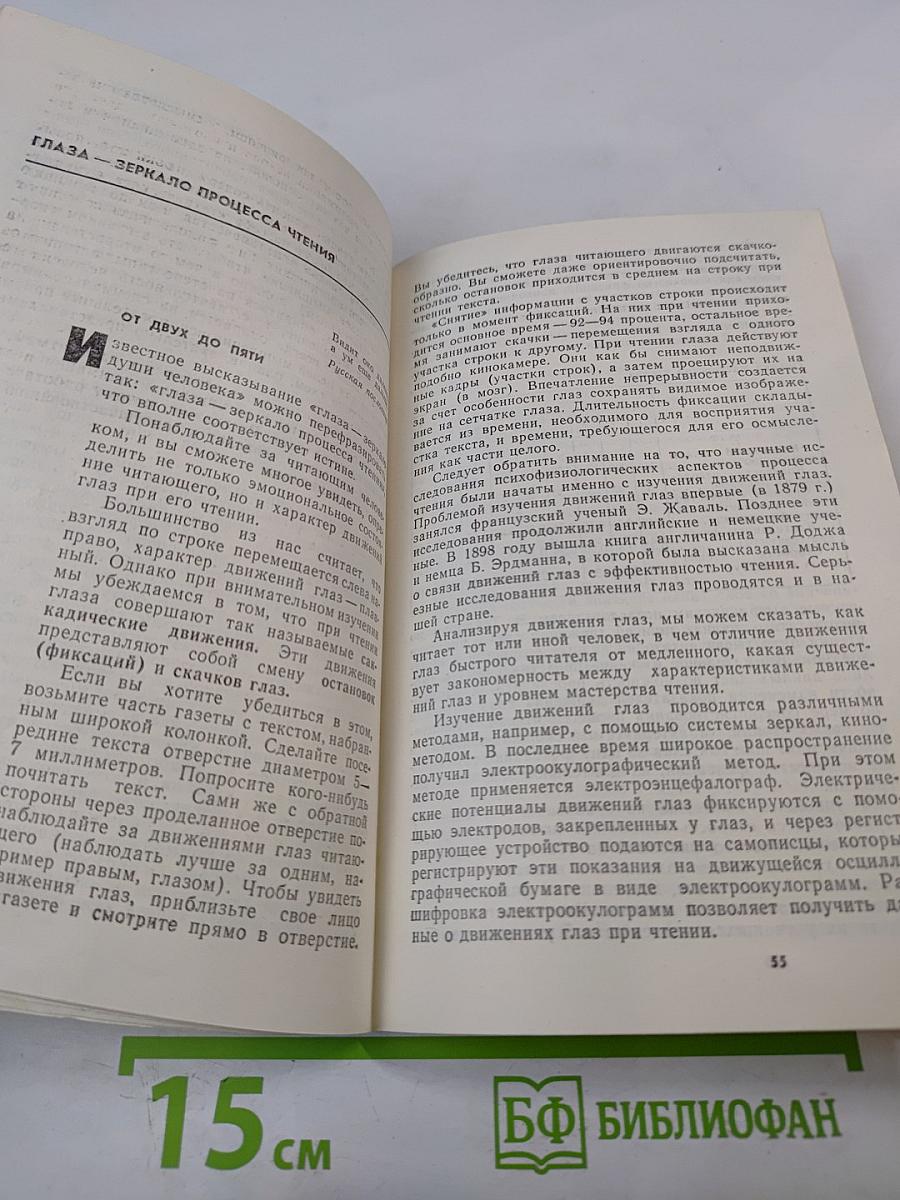 ГЛАЗА — ЗЕРКАЛО ПРОЦЕССА ЧТЕНИЯ
ОТ ДВУХ ДО ПЯТИ
Видит око
а ум еще
Русская
Известное высказывание «глаза — зеркало
души человека» можно перефразировать
так: «глаза — зеркало процесса чтения»,
что вполне соответствует истине.
Понаблюдайте за читающим челове-
ком, и вы сможете многое увидеть, опре-
делить не только эмоциональное состоя-
ние читающего, но и характер движений
глаз при его чтении.
Большинство из нас считает, что
взгляд по строке перемещается слева на-
право, характер движений глаз — плав-
ный. Однако при внимательном изучении
мы убеждаемся в том, что при чтении
глаза совершают так называемые сак-
кадические движения. Эти движения
представляют собой смену остановок
(фиксаций) и скачков глаз.
Если вы хотите убедиться в этом,
возьмите часть газеты с текстом, набран-
ным широкой колонкой. Сделайте посе-
редине текста отверстие диаметром 5—
7 миллиметров. Попросите кого-нибудь
почитать текст. Сами же с обратной
стороны через проделанное отверстие по-
наблюдайте за движениями глаз читаю-
щего (наблюдать лучше за одним, на-
пример правым, глазом). Чтобы увидеть
движения глаз, приблизьте свое лицо
газете и смотрите прямо в отверстие.
Вы убедитесь, что глаза читающего двигаются скачко-
образно. Вы сможете даже ориентировочно подсчитать,
сколько остановок приходится в среднем на строку при
чтении текста.
«Снятие» информации с участков строки происходит
только в момент фиксаций. На них при чтении прихо-
дится основное время — 92—94 процента, остальное вре-
мя занимают скачки — перемещения взгляда с одного
участка строки к другому. При чтении глаза действуют
подобно кинокамере. Они как бы снимают неподвиж-
ные кадры (участки строк), а затем проецируют их на
экран (в мозг). Впечатление непрерывности создается
за счет особенности глаз сохранять видимое изображе-
ние на сетчатке глаза. Длительность фиксации склады-
вается из времени, необходимого для восприятия уча-
стка текста, и времени, требующегося для его осмысле-
ния как части целого.
Следует обратить внимание на то, что научные ис-
следования психофизиологических аспектов процесса
чтения были начаты именно с изучения движений глаз.
Проблемой изучения движений глаз впервые (в 1879 г.)
занялся французский ученый Э. Жаваль. Позднее эти
исследования продолжили английские и немецкие уче-
ные. В 1898 году вышла книга англичанина Р. Доджа
и немца Б. Эрдманна, в которой была высказана мысль
о связи движений глаз с эффективностью чтения. Серь-
езные исследования движения глаз проводятся и в на-
шей стране.
Анализируя движения глаз, мы можем сказать, как
читает тот или иной человек, в чем отличие движения
глаз быстрого читателя от медленного, какая сущест-
вует закономерность между характеристиками движе-
ний глаз и уровнем мастерства чтения.
Изучение движений глаз проводится различными
методами, например, с помощью системы зеркал, кино-
методом. В последнее время широкое распространение
получил электроокулографический метод. При этом
методе применяется электроэнцефалограф. Электриче-
ские потенциалы движений глаз фиксируются с помо-
щью электродов, закрепленных у глаз, и через регист
рирующее устройство подаются на самописцы, которы
регистрируют эти показания на движущейся осцилл
графической бумаге в виде электроокулограмм. Ра
шифровка электроокулограмм позволяет получить да
ные о движениях глаз при чтении.
55
15 см
БФ БИБЛИОФАН